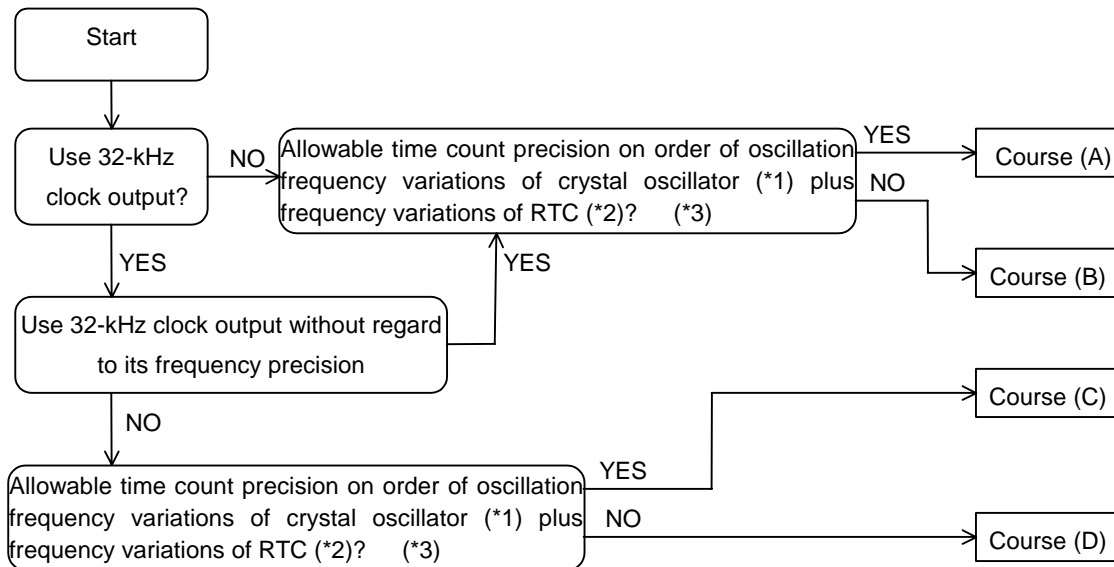 Start
Use 32-kHz
clock output?
NO
YES
Allowable time count precision on order of oscillation
frequency variations of crystal oscillator (*1) plus
frequency variations of RTC (*2)? (*3)
YES
NO
Course (A)
Course (B)
Use 32-kHz clock output without regard
to its frequency precision
YES
NO
Allowable time count precision on order of oscillation
frequency variations of crystal oscillator (*1) plus
frequency variations of RTC (*2)? (*3)
YES
NO
Course (C)
Course (D)